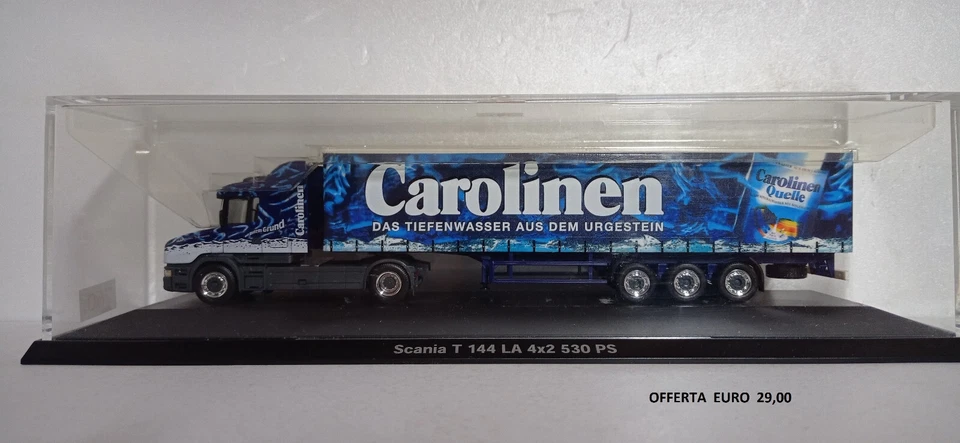 Carolinen
DAS TIEFENWASSER AUS DEM URGESTEIN
Carolinen
Quelle
Carolinen
Grund
Scania T 144 LA 4x2 530 PS
OFFERTA EURO 29,00